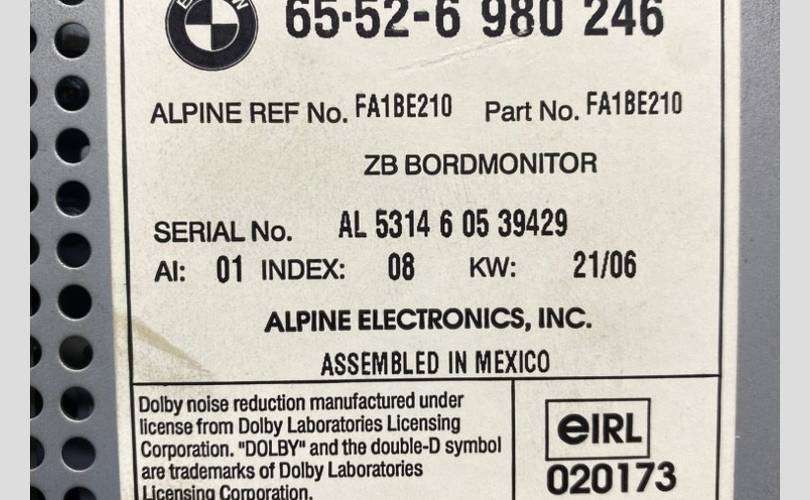 BMW
65·52-6 980 246
ALPINE REF No. FA1BE210 Part No. FA1BE210
ZB BORDMONITOR
SERIAL No. AL 5314 6 05 39429
AI: 01 INDEX: 08 KW: 21/06
ALPINE ELECTRONICS, INC.
ASSEMBLED IN MEXICO
Dolby noise reduction manufactured under
license from Dolby Laboratories Licensing
Corporation. "DOLBY" and the double-D symbol
are trademarks of Dolby Laboratories
Licensing Corporation.
eIRL
020173